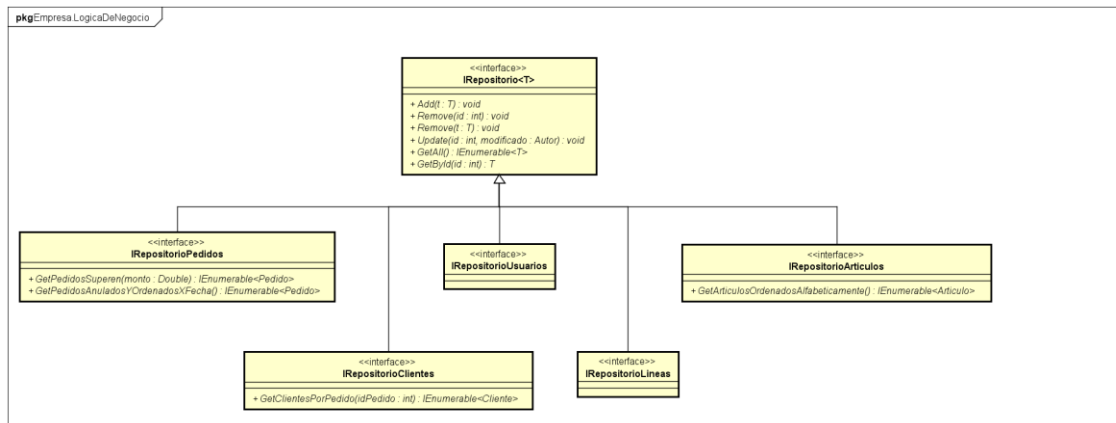 pkg Empresa.LogicaDeNegocio
<<interface>>
IRepositorio<T>
+ Add(t : T) : void
+ Remove(id : int) : void
+ Remove(t : T) : void
+ Update(id : int, modificado : Autor) : void
+ GetAll() : IEnumerable<T>
+ GetById(id : int) : T
<<interface>>
IRepositorioPedidos
+ GetPedidosSuperen(monto : Double) : IEnumerable<Pedido>
+ GetPedidosAnuladosYOrdenadosXFecha() : IEnumerable<Pedido>
<<interface>>
IRepositorioUsuarios
<<interface>>
IRepositorioArticulos
+ GetArticulosOrdenadosAlfabeticamente() : IEnumerable<Articulo>
<<interface>>
IRepositorioClientes
+ GetClientesPorPedido(idPedido : int) : IEnumerable<Cliente>
<<interface>>
IRepositorioLineas